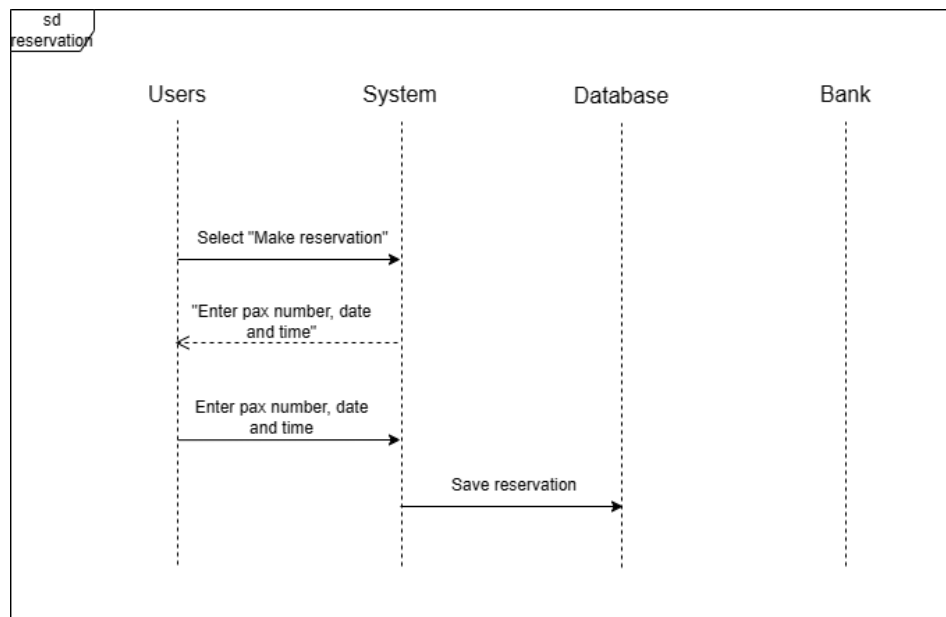 sd
reservation
Users
System
Database
Bank
Select "Make reservation"
"Enter pax number, date
and time"
Enter pax number, date
and time
Save reservation